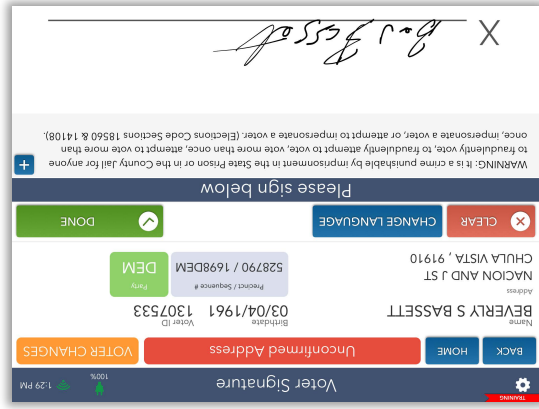 TRAINING
Voter Signature
100%
1:29 PM
BACK
HOME
Unconfirmed Address
VOTER CHANGES
Name
BEVERLY S BASSETT
Birthdate
03/04/1961
Voter ID
1307533
Address
NACION AND J ST
CHULA VISTA , 91910
Precinct / Sequence #
528790 / 1698DEM
Party
DEM
CLEAR
CHANGE LANGUAGE
DONE
Please sign below
WARNING: It is a crime punishable by imprisonment in the State Prison or in the County Jail for anyone
to fraudulently vote, to fraudulently attempt to vote, vote more than once, attempt to vote more than
once, impersonate a voter, or attempt to impersonate a voter. (Elections Code Sections 18560 & 14108).
+
X